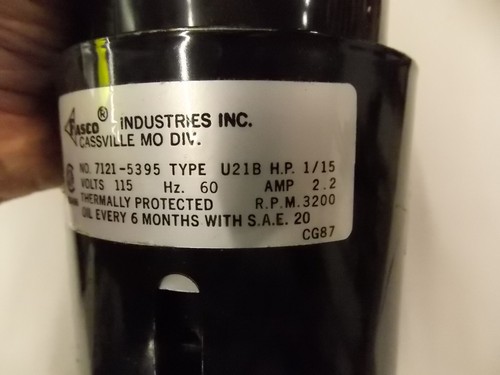 FASCO® INDUSTRIES INC.
CASSVILLE MO DIV.
NO. 7121-5395 TYPE U21B H.P. 1/15
VOLTS 115 Hz. 60 AMP 2.2
THERMALLY PROTECTED R.P.M.3200
OIL EVERY 6 MONTHS WITH S.A.E. 20
CG87